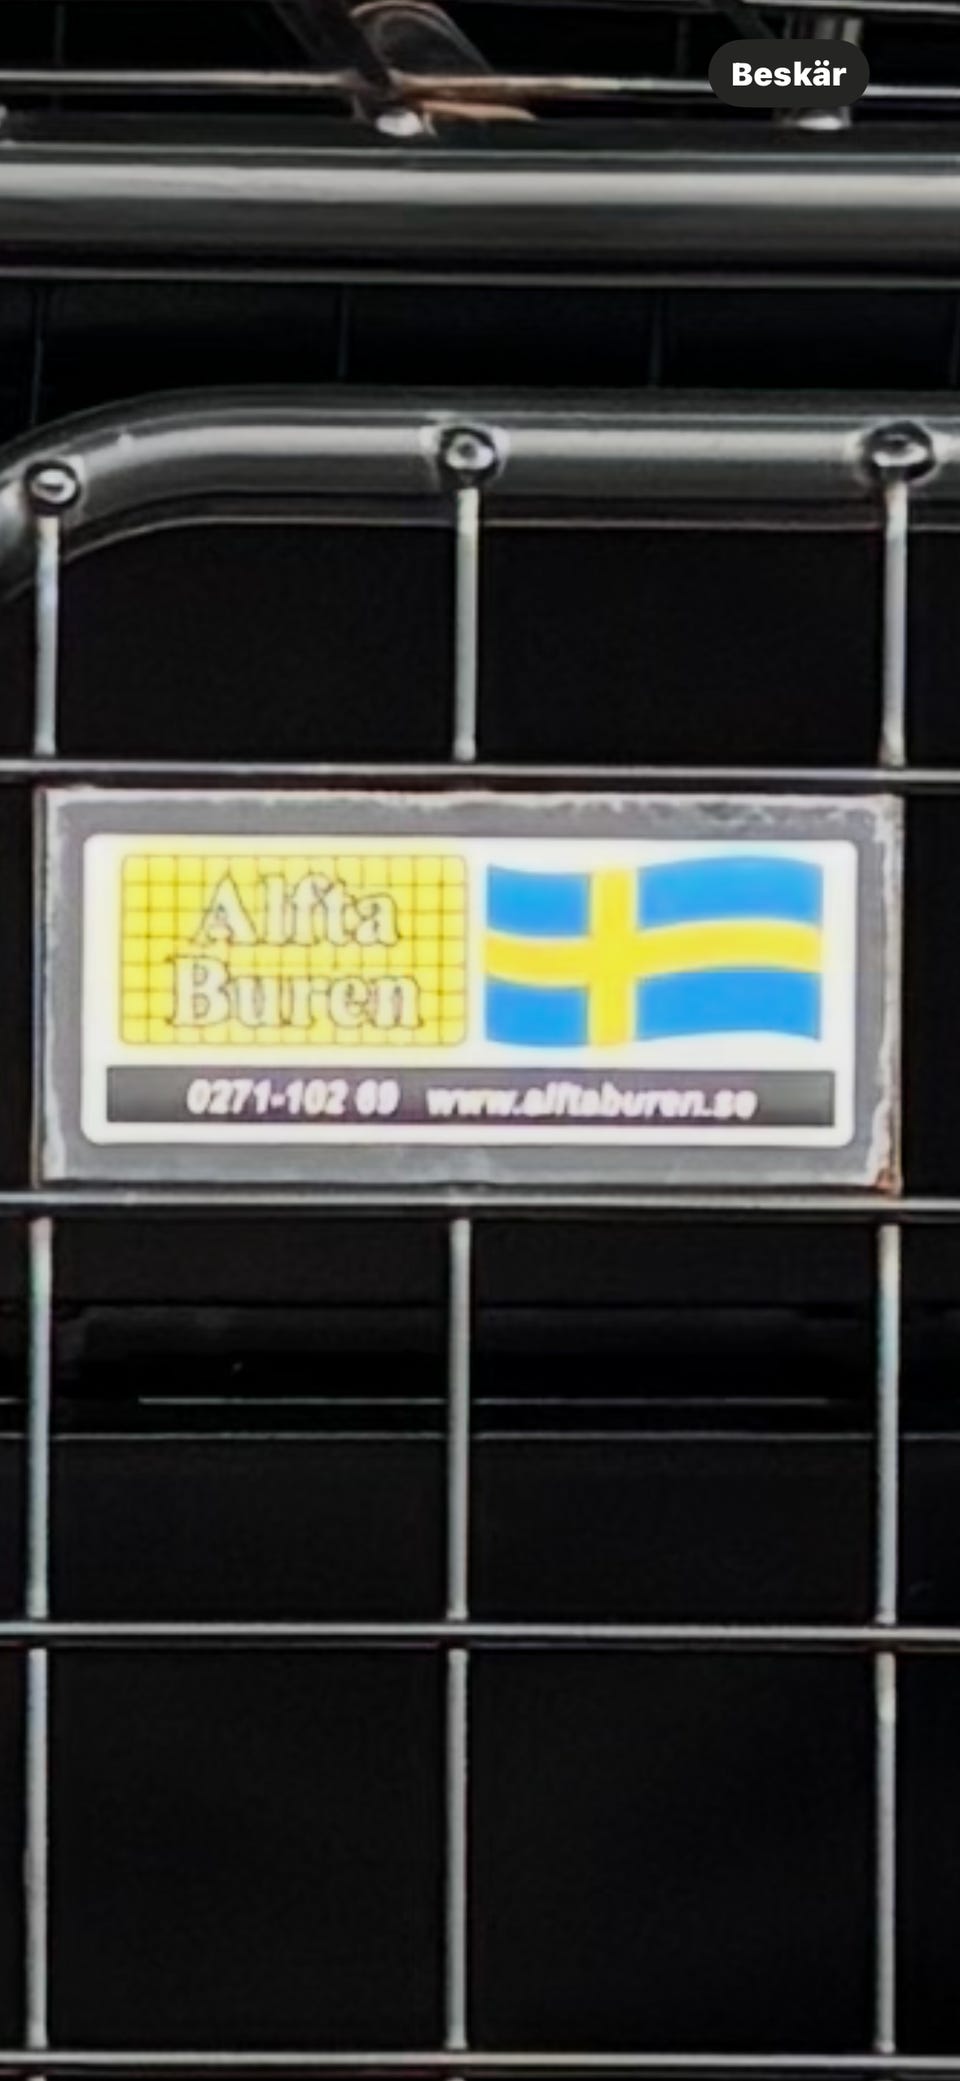 Beskär
Alfta
Buren
0271-102 69 www.alftaburen.se